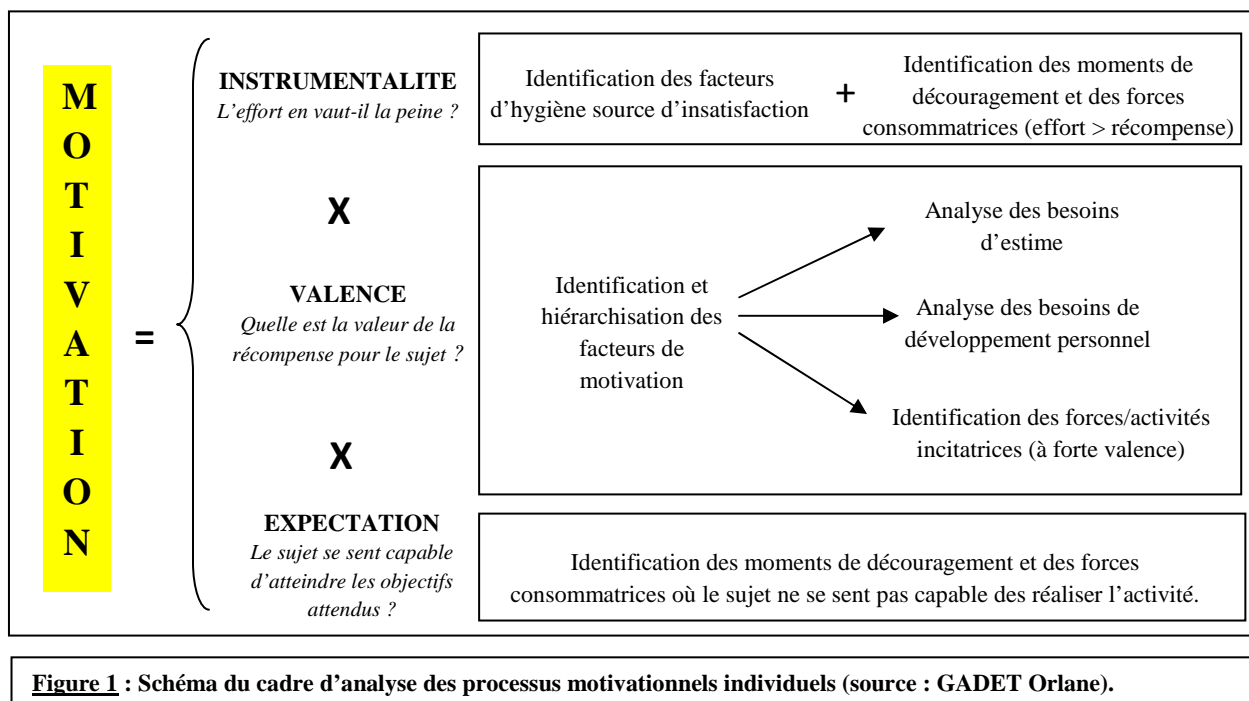 MOTIVATION
=
INSTRUMENTALITE
L'effort en vaut-il la peine ?
X
VALENCE
Quelle est la valeur de la
récompense pour le sujet ?
X
EXPECTATION
Le sujet se sent capable
d'atteindre les objectifs
attendus ?
Identification des facteurs
d'hygiène source d'insatisfaction
+
Identification des moments de
découragement et des forces
consommatrices (effort > récompense)
Identification et
hiérarchisation des
facteurs de
motivation
Analyse des besoins
d'estime
Analyse des besoins de
développement personnel
Identification des forces/activités
incitatrices (à forte valence)
Identification des moments de découragement et des forces
consommatrices où le sujet ne se sent pas capable des réaliser l'activité.
Figure 1 : Schéma du cadre d'analyse des processus motivationnels individuels (source : GADET Orlane).